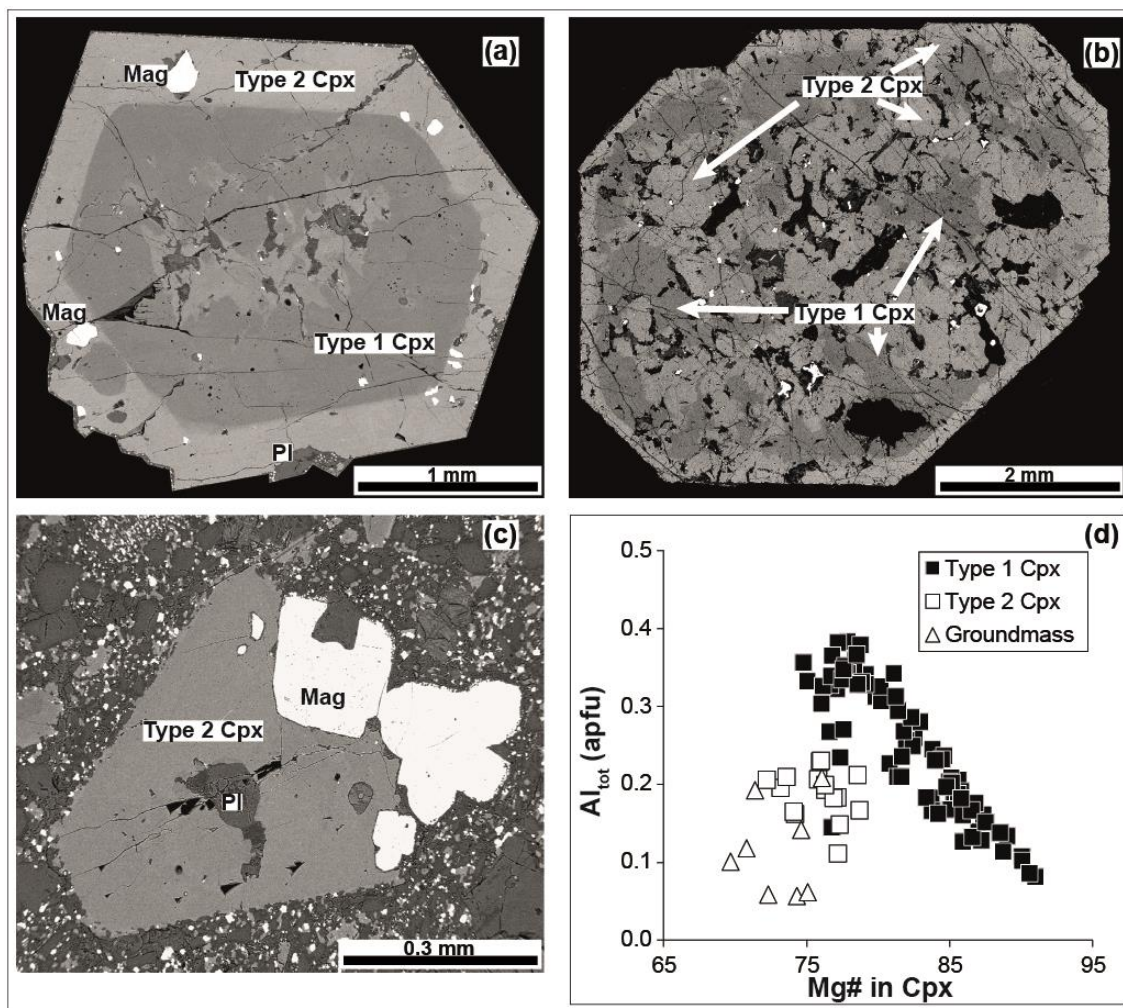 (a)
Mag
Type 2 Cpx
Mag
Type 1 Cpx
Pl
1 mm
(b)
Type 2 Cpx
Type 1 Cpx
2 mm
(c)
Mag
Type 2 Cpx
Pl
0.3 mm
(d)
0.5
0.4
0.3
0.2
0.1
0.0
Al_tot (apfu)
Type 1 Cpx
Type 2 Cpx
Groundmass
65 75 85 95
Mg# in Cpx